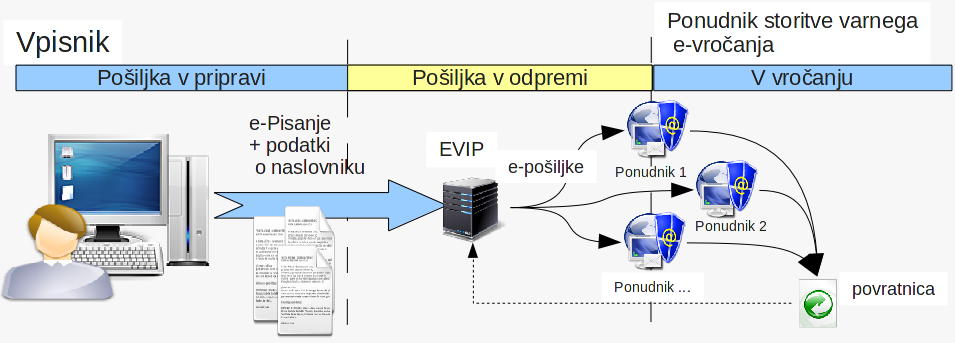 Vpisnik
Ponudnik storitve varnega
e-vročanja
Pošiljka v pripravi
Pošiljka v odpremi
V vročanju
e-Pisanje
+ podatki
o naslovniku
EVIP
e-pošiljke
Ponudnik 1
Ponudnik 2
Ponudnik ...
povratnica